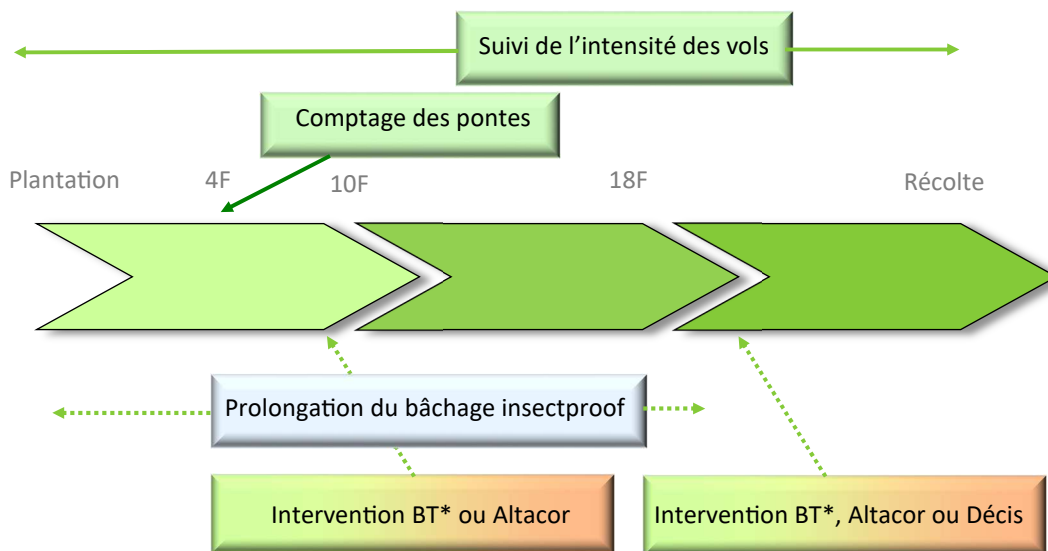 Suivi de l’intensité des vols
Comptage des pontes
Plantation 4F 10F 18F Récolte
Prolongation du bâchage insectproof
Intervention BT* ou Altacor
Intervention BT*, Altacor ou Décis